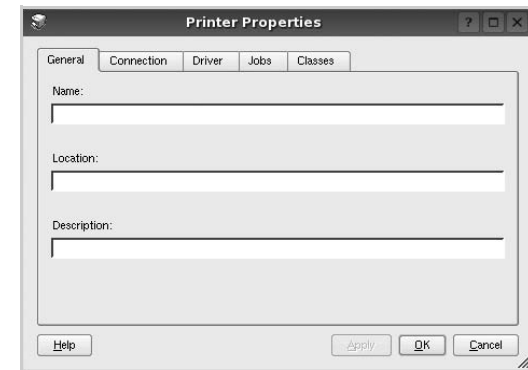 Printer Properties
General Connection Driver Jobs Classes
Name:
Location:
Description:
Help Apply OK Cancel